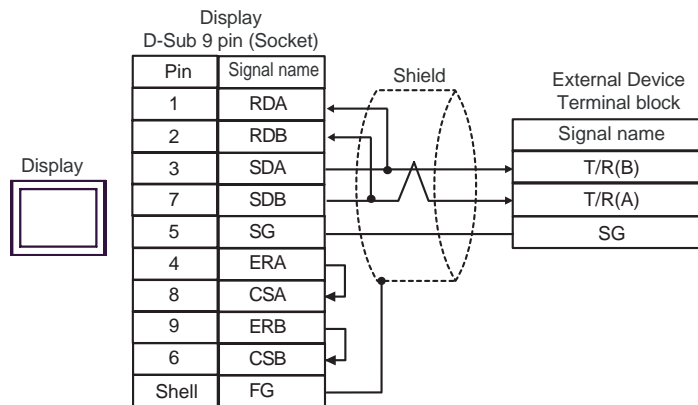 Display
D-Sub 9 pin (Socket)
Pin Signal name
1 RDA
2 RDB
3 SDA
7 SDB
5 SG
4 ERA
8 CSA
9 ERB
6 CSB
Shell FG
Display
Shield
External Device
Terminal block
Signal name
T/R(B)
T/R(A)
SG